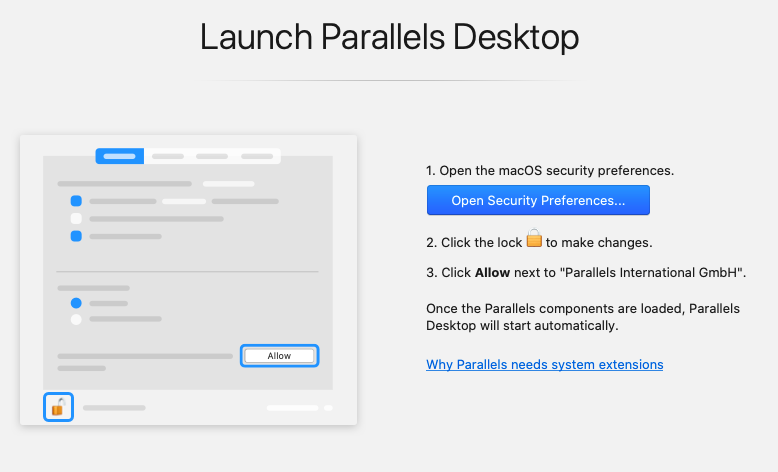 Launch Parallels Desktop
1. Open the macOS security preferences.
Open Security Preferences...
2. Click the lock to make changes.
3. Click Allow next to "Parallels International GmbH".
Once the Parallels components are loaded, Parallels
Desktop will start automatically.
Why Parallels needs system extensions
Allow